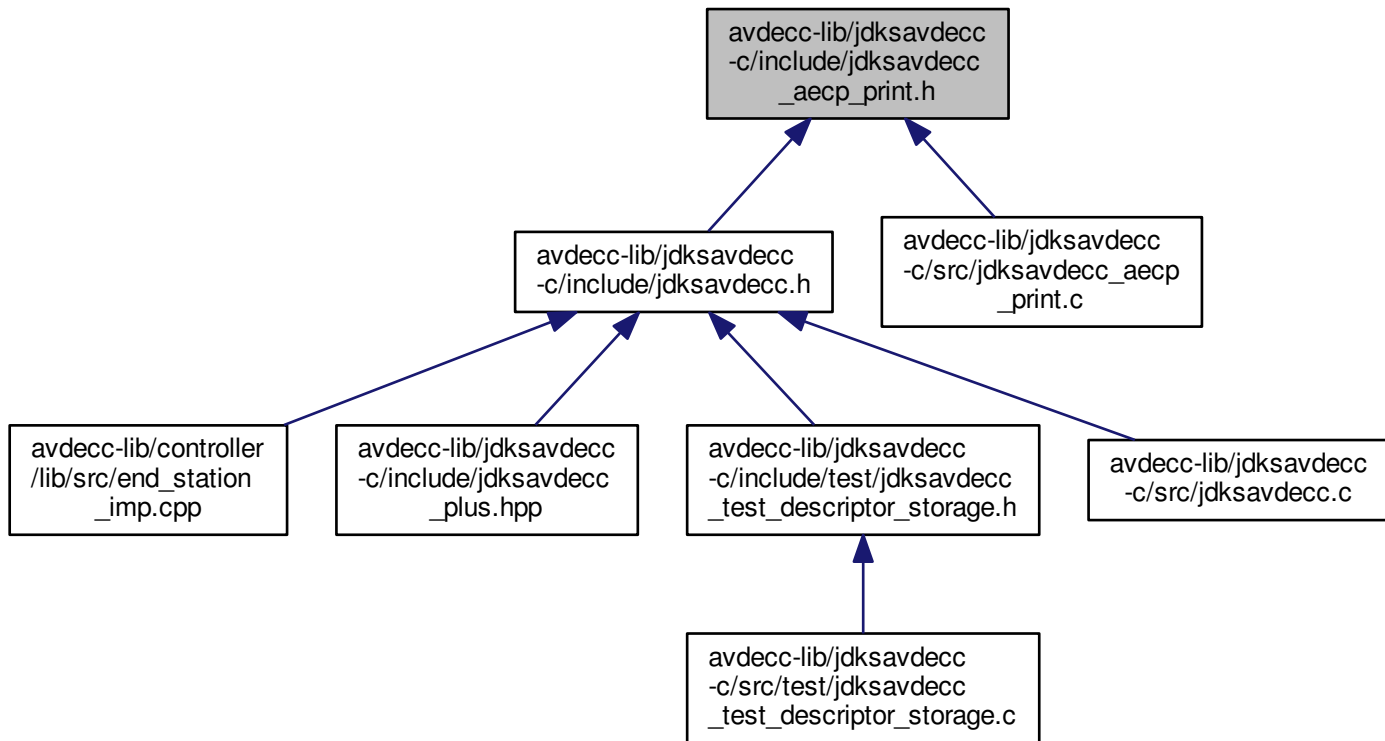 avdecc-lib/jdksavdecc
-c/include/jdksavdecc
_aecp_print.h
avdecc-lib/jdksavdecc
-c/include/jdksavdecc.h
avdecc-lib/jdksavdecc
-c/src/jdksavdecc_aecp
_print.c
avdecc-lib/controller
/lib/src/end_station
_imp.cpp
avdecc-lib/jdksavdecc
-c/include/jdksavdecc
_plus.hpp
avdecc-lib/jdksavdecc
-c/include/test/jdksavdecc
_test_descriptor_storage.h
avdecc-lib/jdksavdecc
-c/src/jdksavdecc.c
avdecc-lib/jdksavdecc
-c/src/test/jdksavdecc
_test_descriptor_storage.c